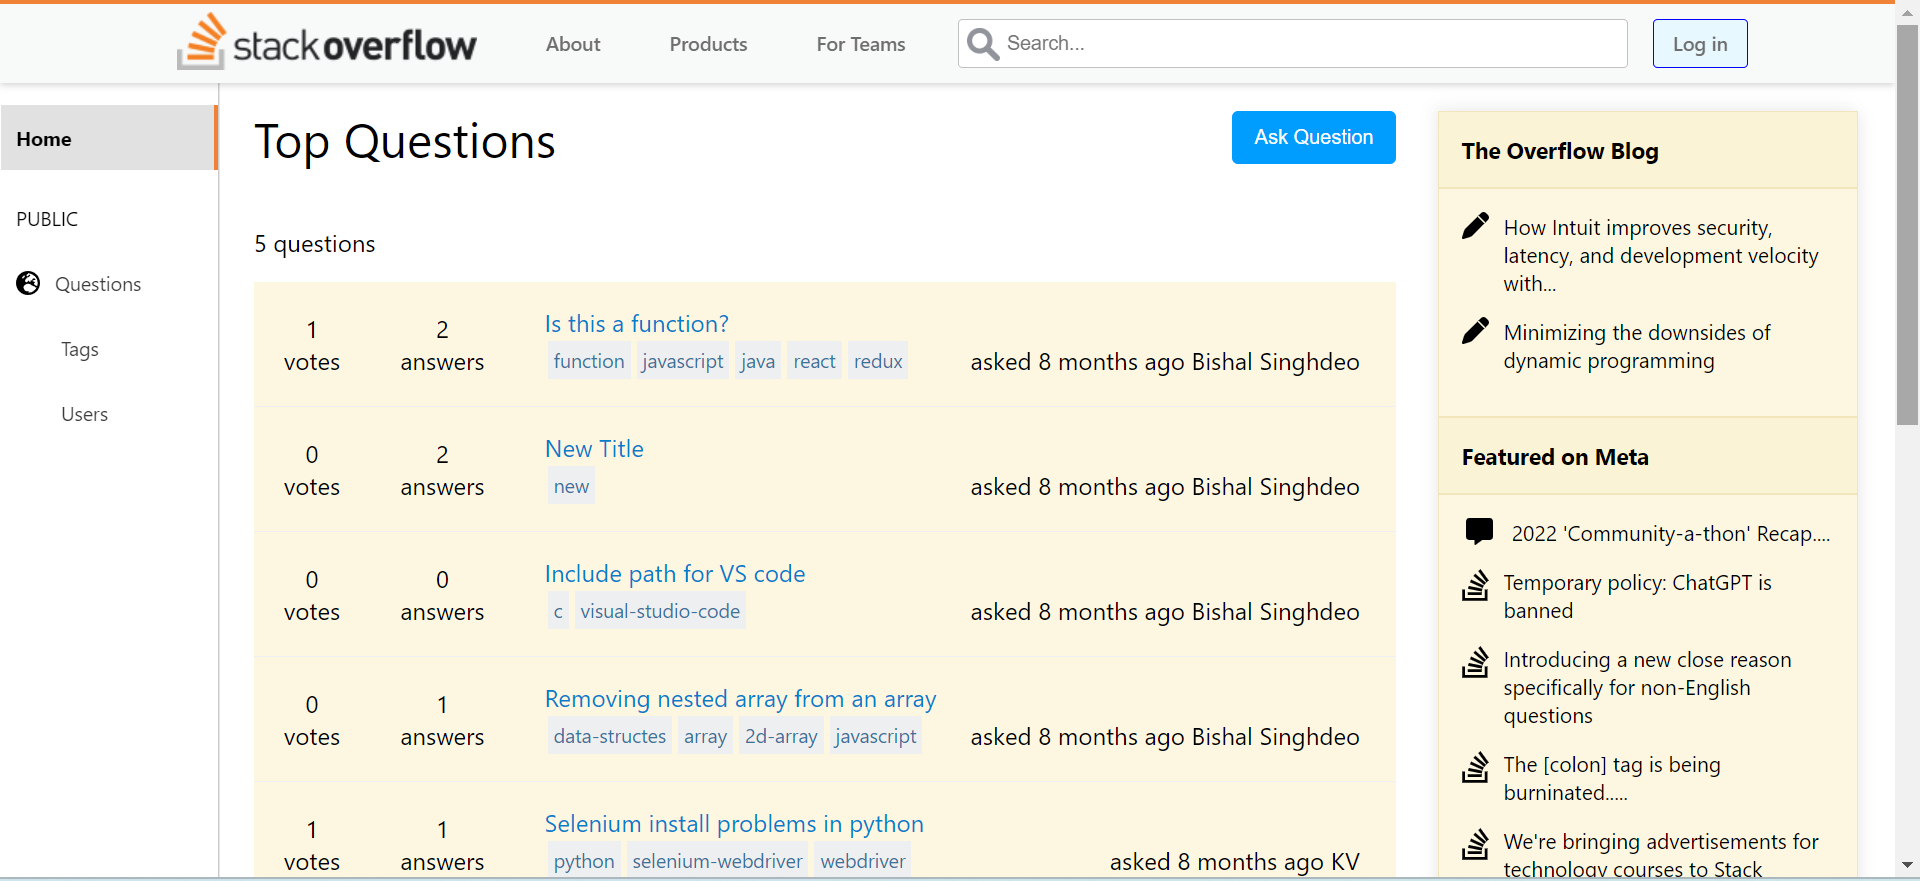 stackoverflow About Products For Teams Search... Log in
Home
PUBLIC
Questions
Tags
Users
Top Questions
Ask Question
5 questions
1 votes 2 answers
Is this a function?
function javascript java react redux
asked 8 months ago Bishal Singhdeo
0 votes 2 answers
New Title
new
asked 8 months ago Bishal Singhdeo
0 votes 0 answers
Include path for VS code
c visual-studio-code
asked 8 months ago Bishal Singhdeo
0 votes 1 answers
Removing nested array from an array
data-structes array 2d-array javascript
asked 8 months ago Bishal Singhdeo
1 votes 1 answers
Selenium install problems in python
python selenium-webdriver webdriver
asked 8 months ago KV
The Overflow Blog
How Intuit improves security,
latency, and development velocity
with...
Minimizing the downsides of
dynamic programming
Featured on Meta
2022 'Community-a-thon' Recap....
Temporary policy: ChatGPT is
banned
Introducing a new close reason
specifically for non-English
questions
The [colon] tag is being
burninated.....
We're bringing advertisements for
technology courses to Stack